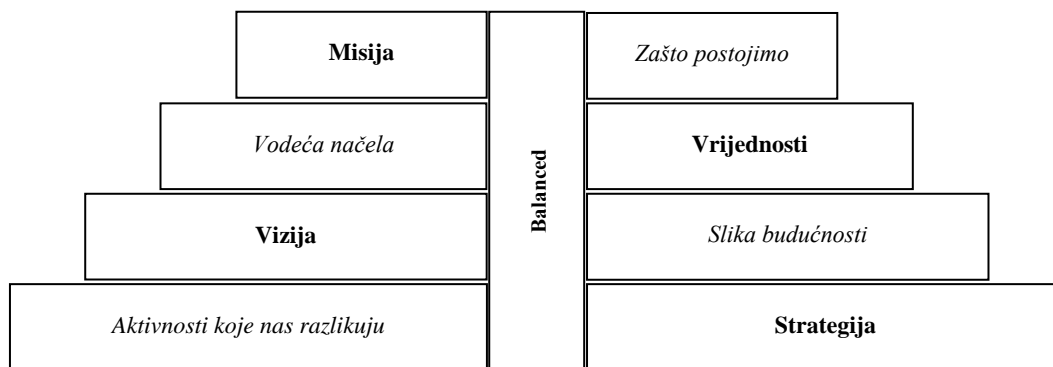 Misija
Zašto postojimo
Vodeća načela
Vrijednosti
Balanced
Vizija
Slika budućnosti
Aktivnosti koje nas razlikuju
Strategija